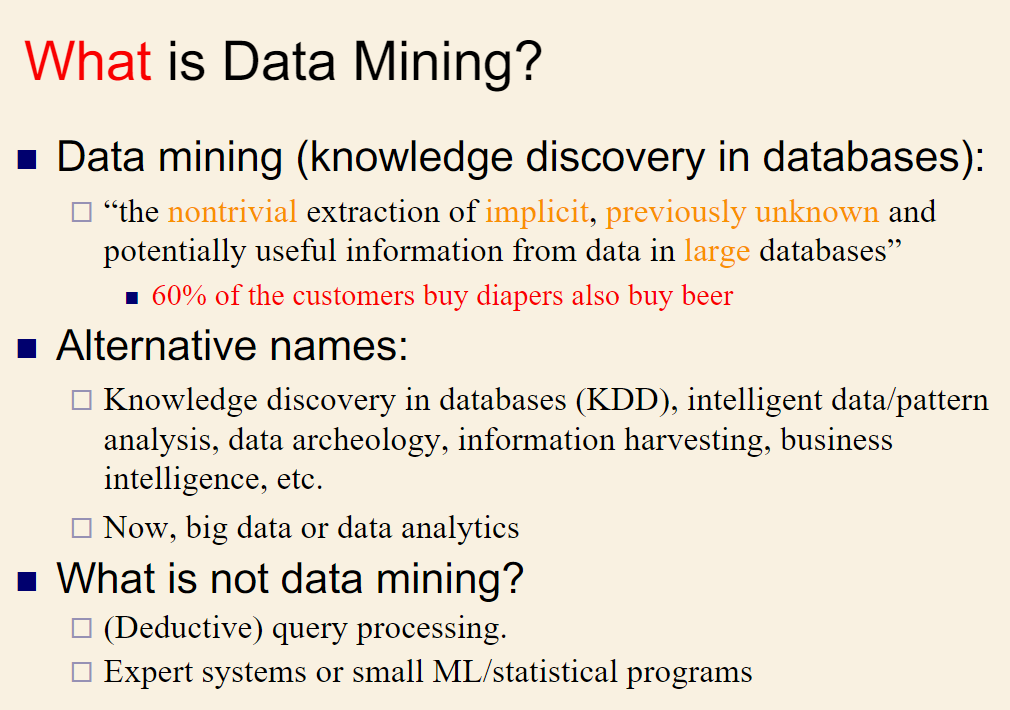 What is Data Mining?
Data mining (knowledge discovery in databases):
“the nontrivial extraction of implicit, previously unknown and
potentially useful information from data in large databases”
60% of the customers buy diapers also buy beer
Alternative names:
Knowledge discovery in databases (KDD), intelligent data/pattern
analysis, data archeology, information harvesting, business
intelligence, etc.
Now, big data or data analytics
What is not data mining?
(Deductive) query processing.
Expert systems or small ML/statistical programs